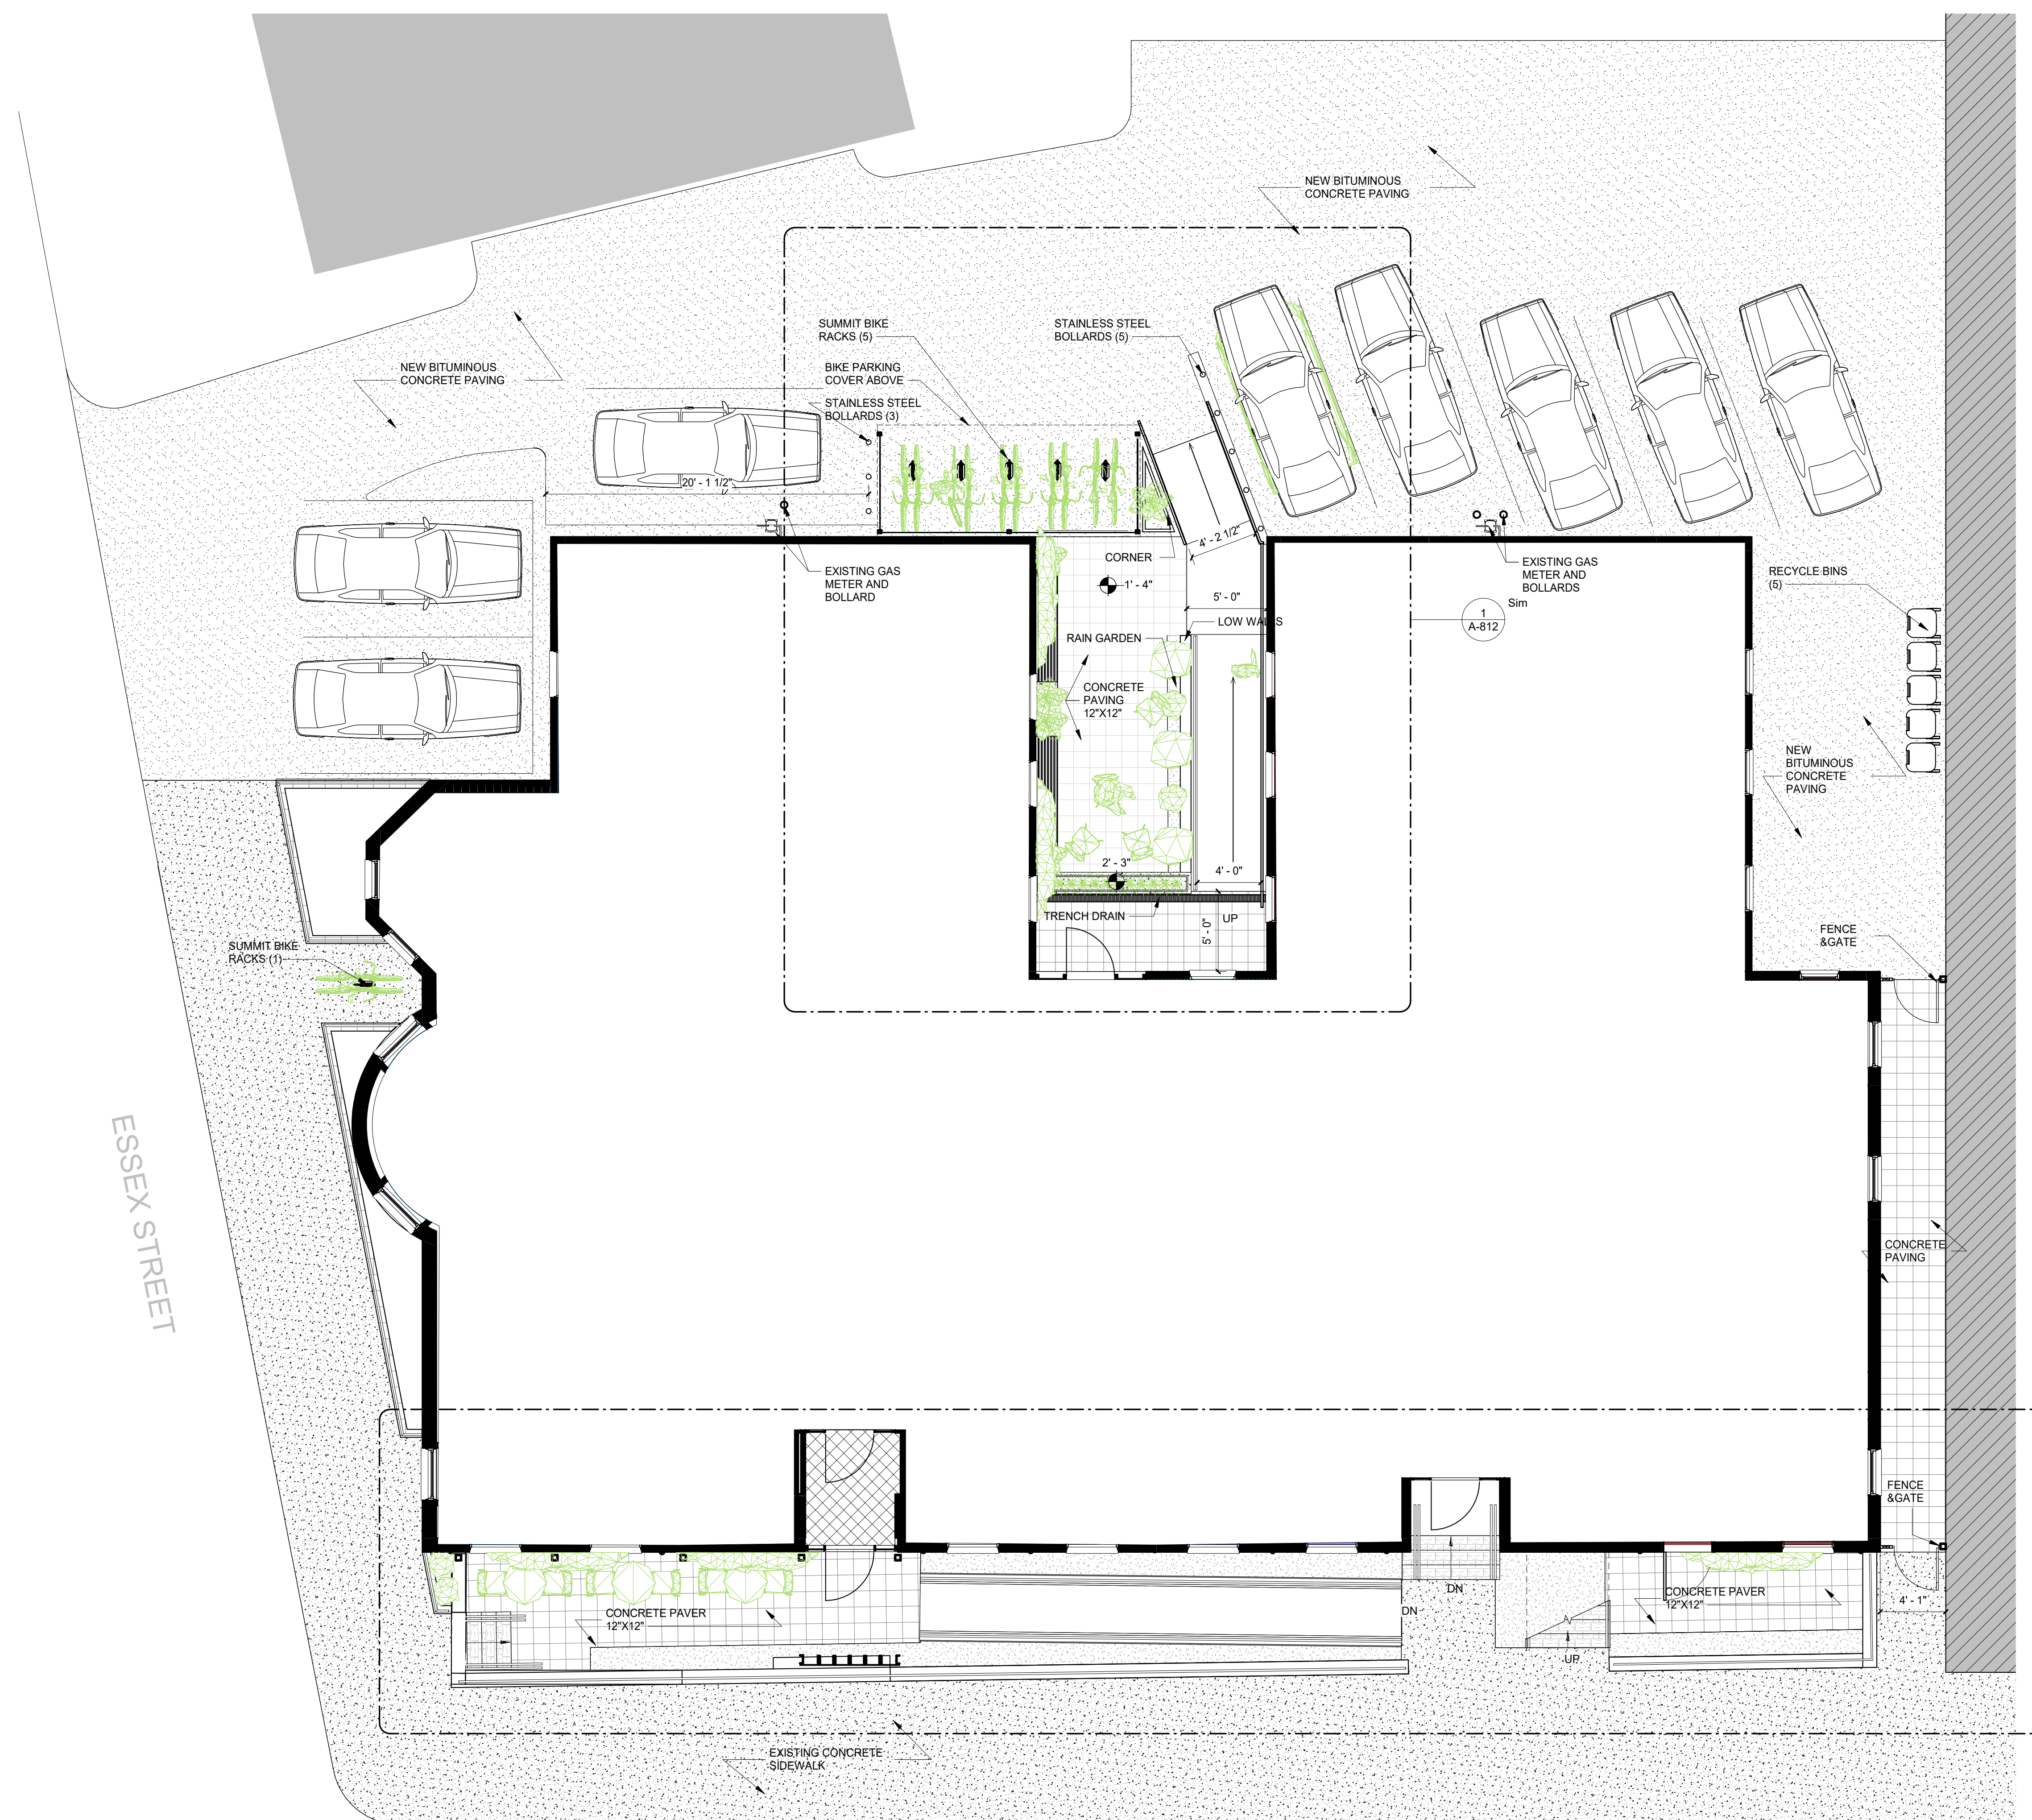 NEW BITUMINOUS
CONCRETE PAVING
SUMMIT BIKE
RACKS (5)
STAINLESS STEEL
BOLLARDS (5)
NEW BITUMINOUS
CONCRETE PAVING
BIKE PARKING
COVER ABOVE
STAINLESS STEEL
BOLLARDS (3)
20' - 1 1/2"
4' - 2 1/2"
CORNER
EXISTING GAS
METER AND
BOLLARD
1' - 4"
EXISTING GAS
METER AND
BOLLARDS
RECYCLE BINS
(5)
5' - 0"
Sim
1
A-812
LOW WALLS
RAIN GARDEN
CONCRETE
PAVING
12"X12"
NEW
BITUMINOUS
CONCRETE
PAVING
2' - 3"
4' - 0"
TRENCH DRAIN
UP
5' - 0"
FENCE
&GATE
SUMMIT BIKE
RACKS (1)
ESSEX STREET
CONCRETE
PAVING
FENCE
&GATE
DN
DN
CONCRETE PAVER
12"X12"
4' - 1"
CONCRETE PAVER
12"X12"
UP
EXISTING CONCRETE
SIDEWALK